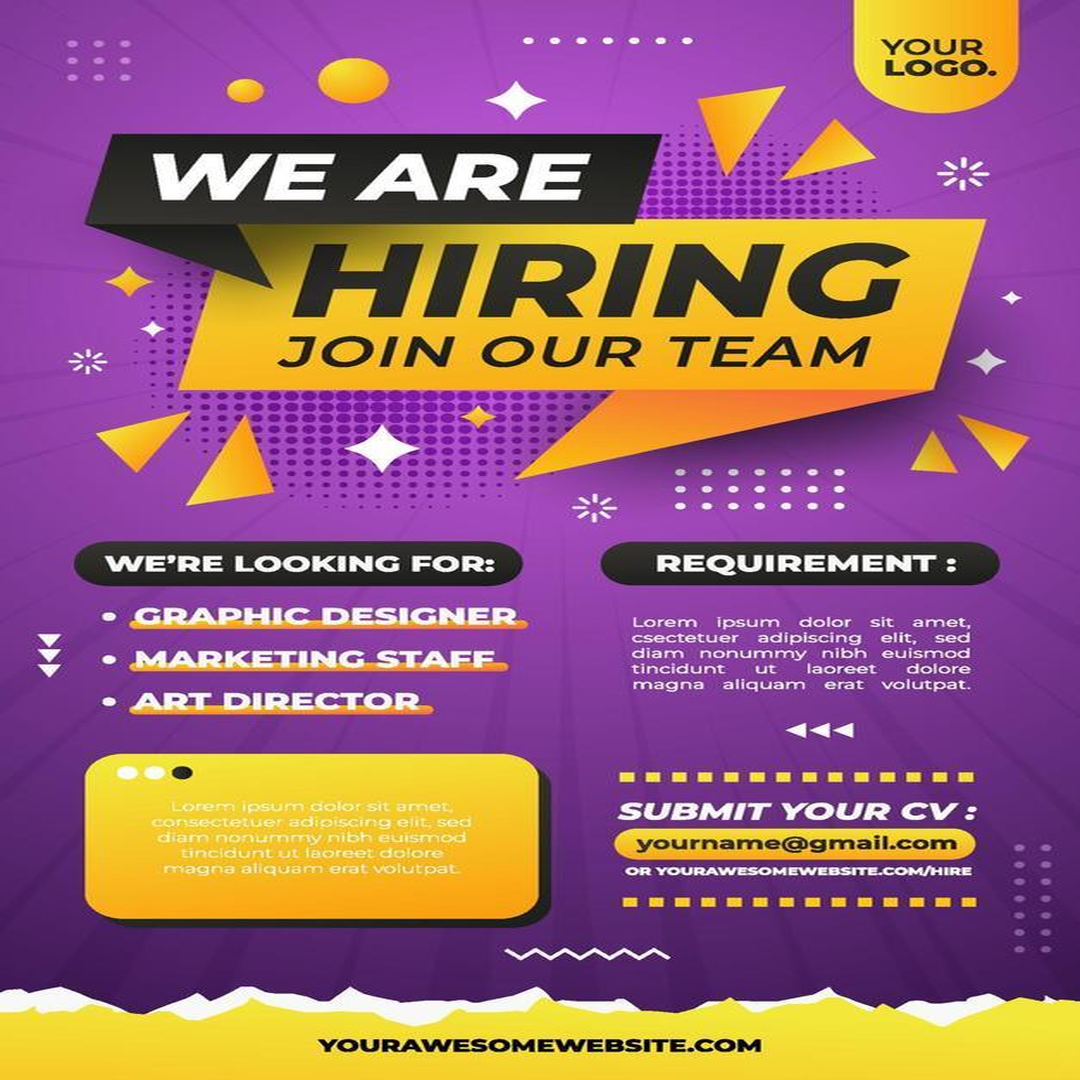 YOUR
LOGO.
WE ARE
HIRING
JOIN OUR TEAM
WE'RE LOOKING FOR:
• GRAPHIC DESIGNER
• MARKETING STAFF
• ART DIRECTOR
REQUIREMENT :
Lorem ipsum dolor sit amet,
csectetuer adipiscing elit, sed
diam nonummy nibh euismod
tincidunt ut laoreet dolore
magna aliquam erat volutpat.
Lorem ipsum dolor sit amet,
consectetuer adipiscing elit, sed
diam nonummy nibh euismod
tincidunt ut laoreet dolore
magna aliquam erat volutpat.
SUBMIT YOUR CV :
yourname@gmail.com
OR YOURAWESOMEWEBSITE.COM/HIRE
YOURAWESOMEWEBSITE.COM